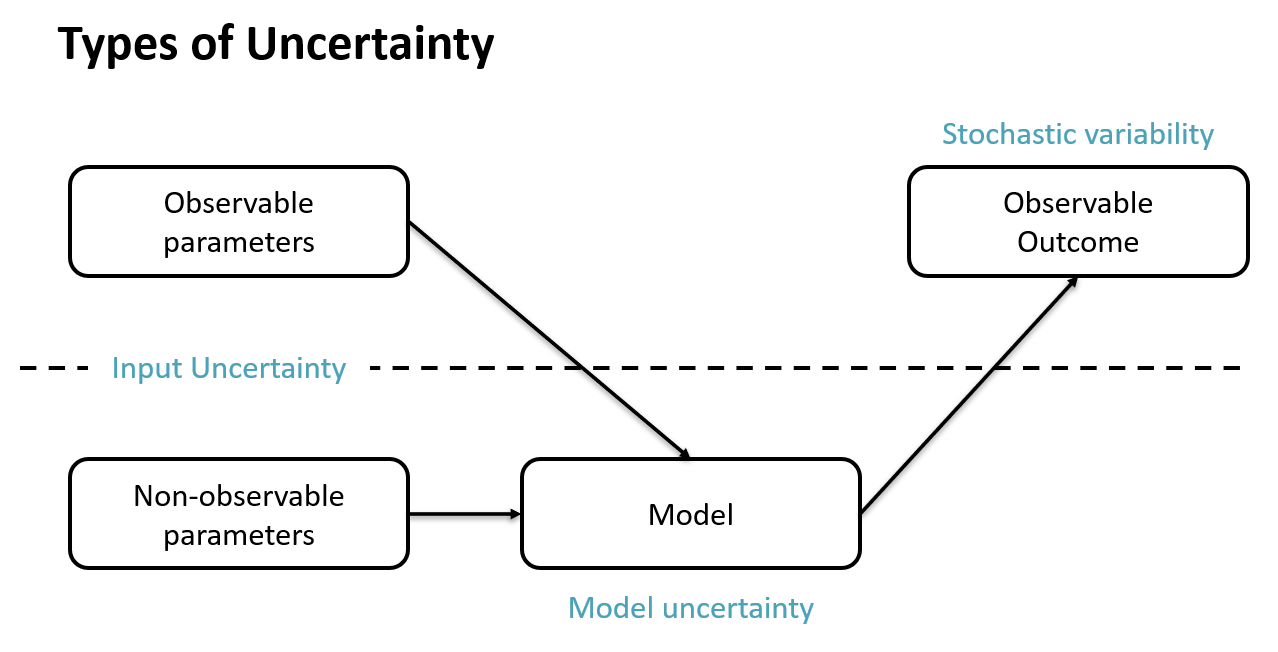 Types of Uncertainty
Stochastic variability
Observable
parameters
Observable
Outcome
Input Uncertainty
Non-observable
parameters
Model
Model uncertainty